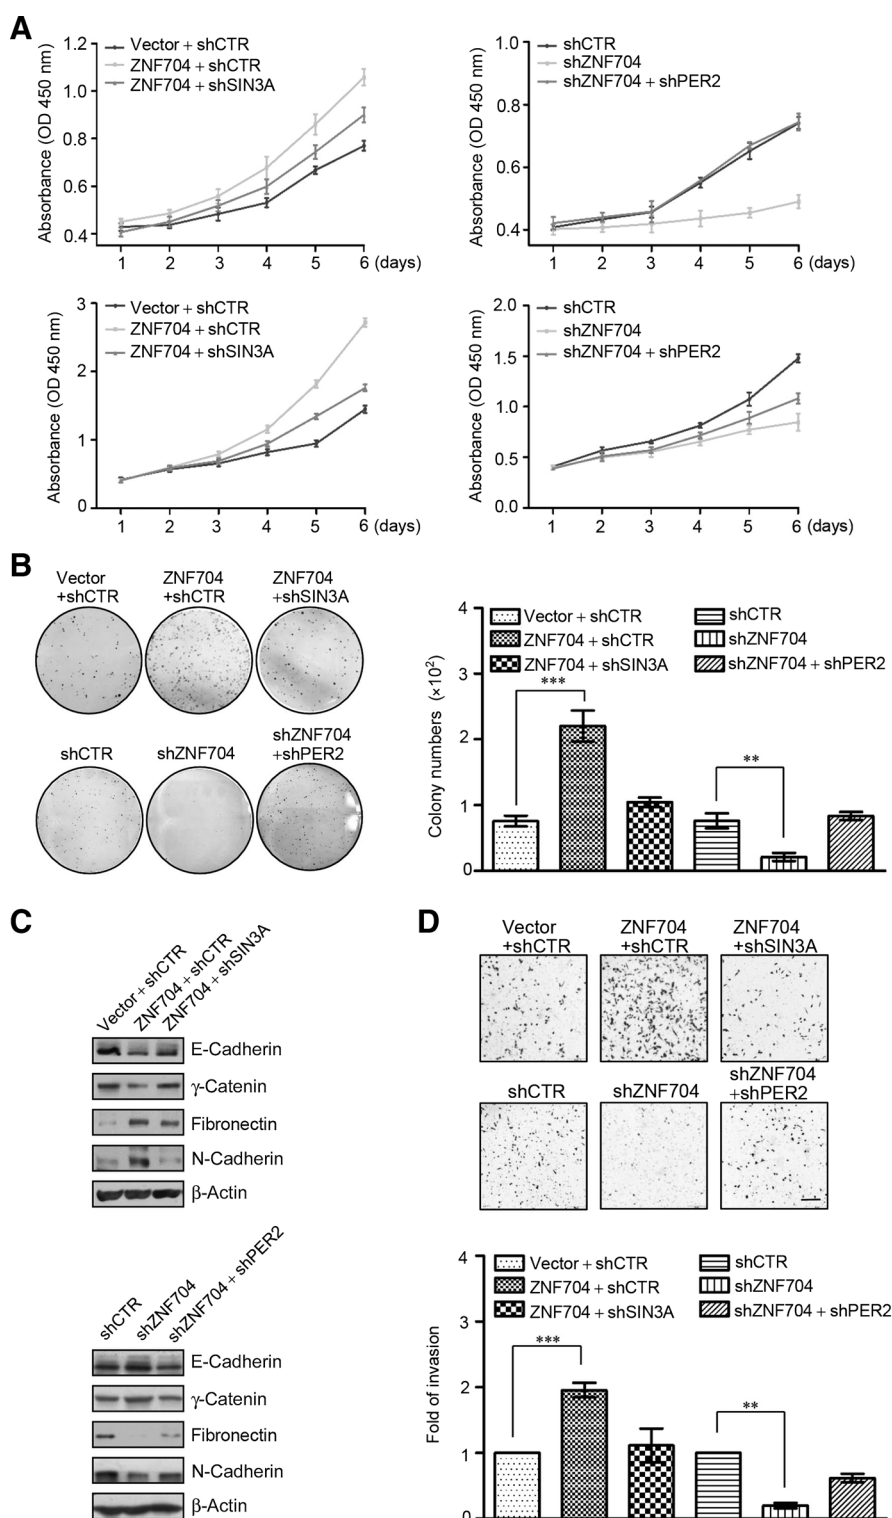 A
Absorbance (OD 450 nm)
1.2
1.0
0.8
0.6
0.4
Vector + shCTR
ZNF704 + shCTR
ZNF704 + shSIN3A
1 2 3 4 5 6 (days)
Absorbance (OD 450 nm)
1.0
0.8
0.6
0.4
shCTR
shZNF704
shZNF704 + shPER2
1 2 3 4 5 6 (days)
Absorbance (OD 450 nm)
3
2
1
0
Vector + shCTR
ZNF704 + shCTR
ZNF704 + shSIN3A
1 2 3 4 5 6 (days)
Absorbance (OD 450 nm)
2.0
1.5
1.0
0.5
0.0
shCTR
shZNF704
shZNF704 + shPER2
1 2 3 4 5 6 (days)
B
Vector
+shCTR
ZNF704
+shCTR
ZNF704
+shSIN3A
shCTR
shZNF704
shZNF704
+shPER2
Colony numbers (×10²)
4
3
2
1
0
Vector + shCTR
ZNF704 + shCTR
ZNF704 + shSIN3A
shCTR
shZNF704
shZNF704 + shPER2
***
**
C
Vector + shCTR
ZNF704 + shCTR
ZNF704 + shSIN3A
E-Cadherin
γ-Catenin
Fibronectin
N-Cadherin
β-Actin
shCTR
shZNF704
shZNF704 + shPER2
E-Cadherin
γ-Catenin
Fibronectin
N-Cadherin
β-Actin
D
Vector
+shCTR
ZNF704
+shCTR
ZNF704
+shSIN3A
shCTR
shZNF704
shZNF704
+shPER2
Fold of invasion
4
3
2
1
0
Vector + shCTR
ZNF704 + shCTR
ZNF704 + shSIN3A
shCTR
shZNF704
shZNF704 + shPER2
***
**